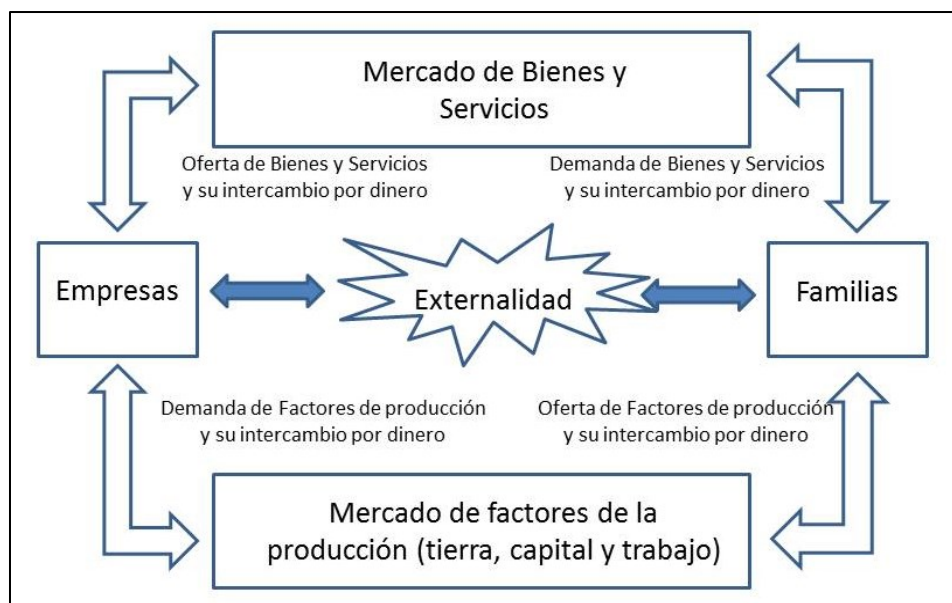 Mercado de Bienes y
Servicios
Oferta de Bienes y Servicios
y su intercambio por dinero
Demanda de Bienes y Servicios
y su intercambio por dinero
Empresas
Externalidad
Familias
Demanda de Factores de producción
y su intercambio por dinero
Oferta de Factores de producción
y su intercambio por dinero
Mercado de factores de la
producción (tierra, capital y trabajo)